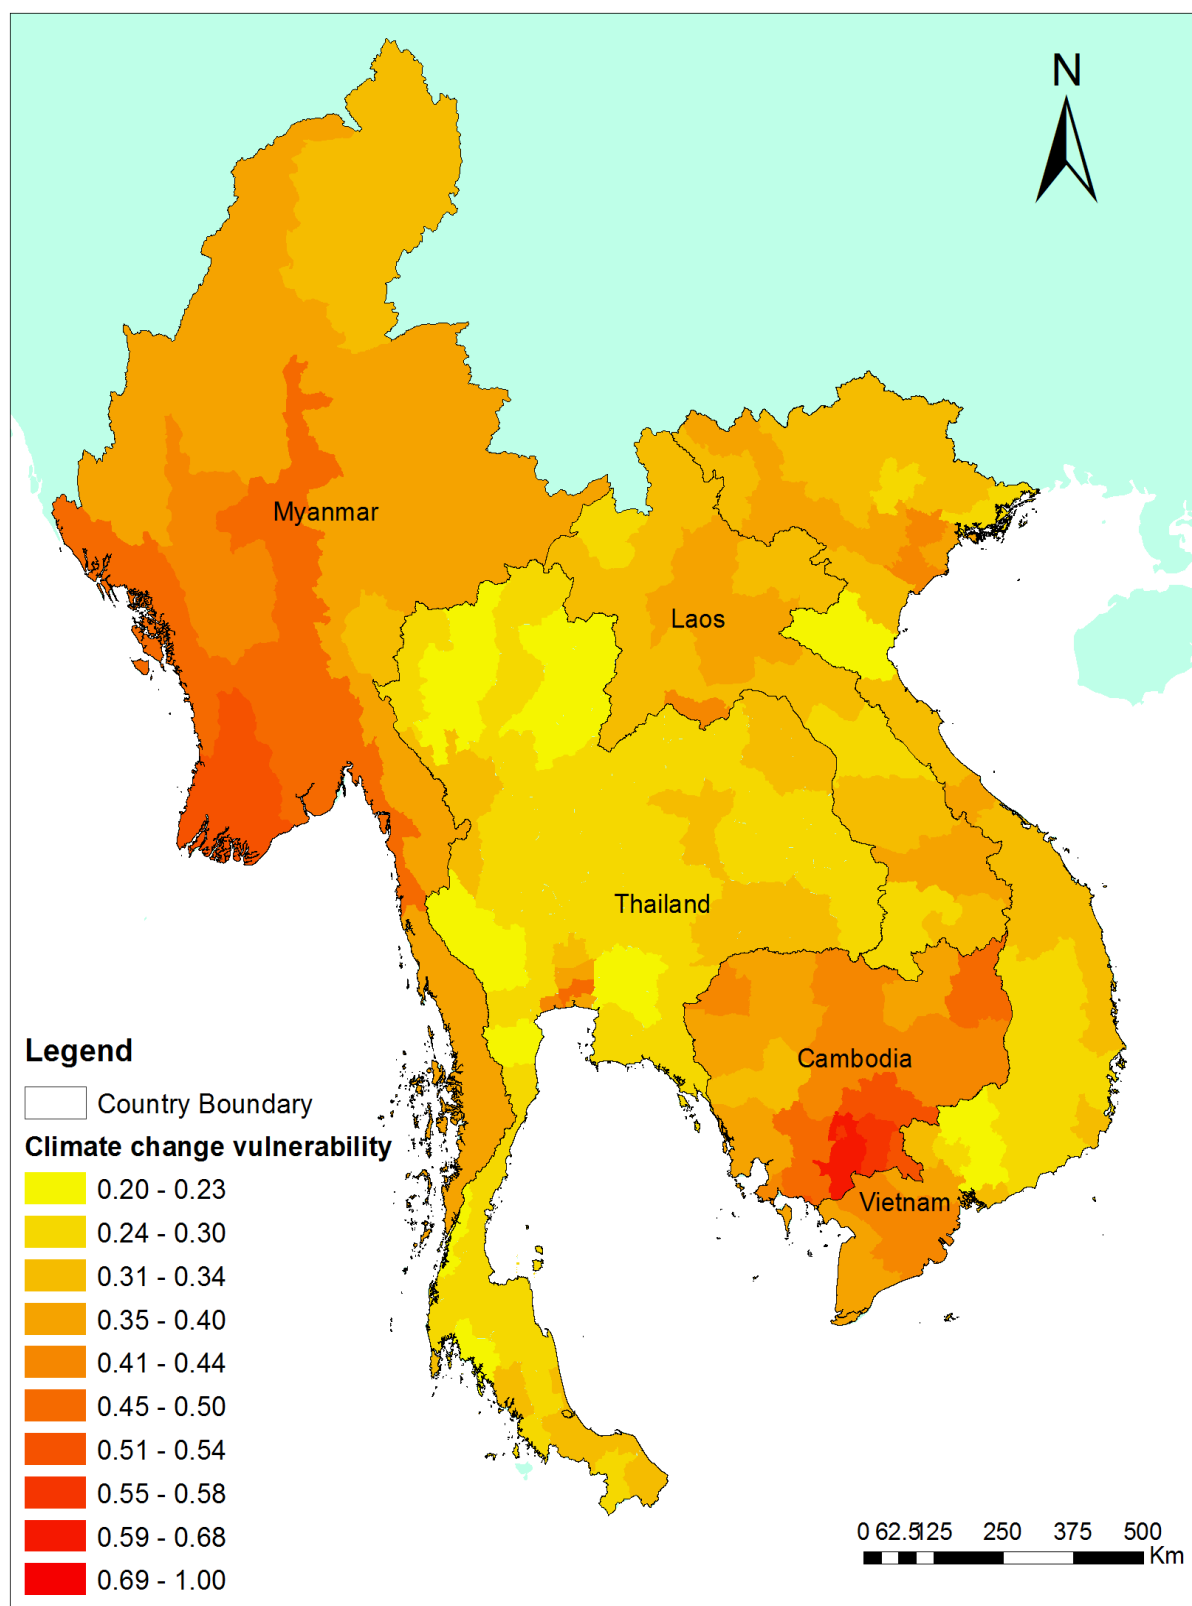 N
Myanmar
Laos
Thailand
Cambodia
Vietnam
Legend
Country Boundary
Climate change vulnerability
0.20 - 0.23
0.24 - 0.30
0.31 - 0.34
0.35 - 0.40
0.41 - 0.44
0.45 - 0.50
0.51 - 0.54
0.55 - 0.58
0.59 - 0.68
0.69 - 1.00
0 62.5 125 250 375 500
Km